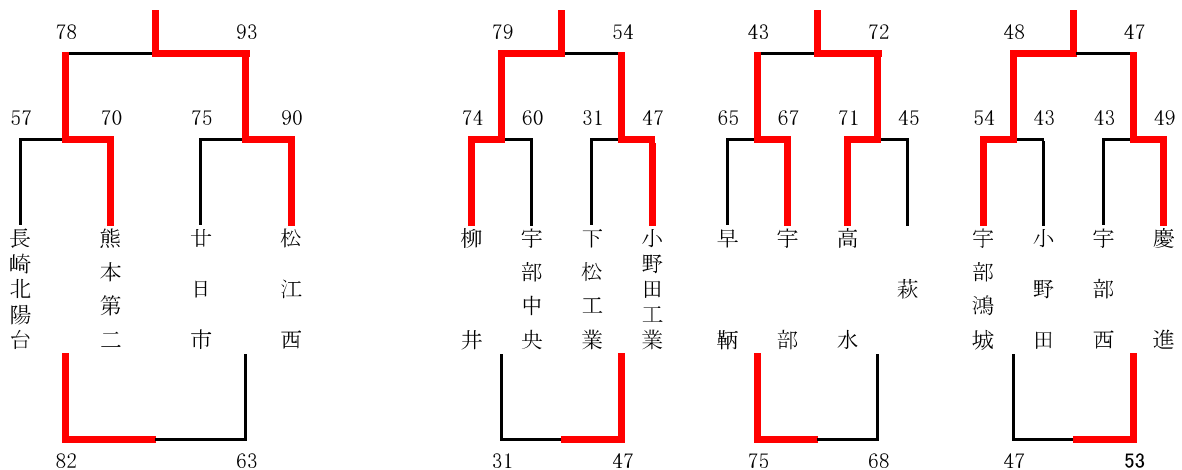 78 93 79 54 43 72 48 47
57 70 75 90 74 60 31 47 65 67 71 45 54 43 43 49
長崎北陽台
熊本第二
廿日市
松江西
柳井
宇部中央
下松工業
小野田工業
早鞆
宇部
高水
萩
宇部鴻城
小野田
宇部西
慶進
82 63 31 47 75 68 47 53